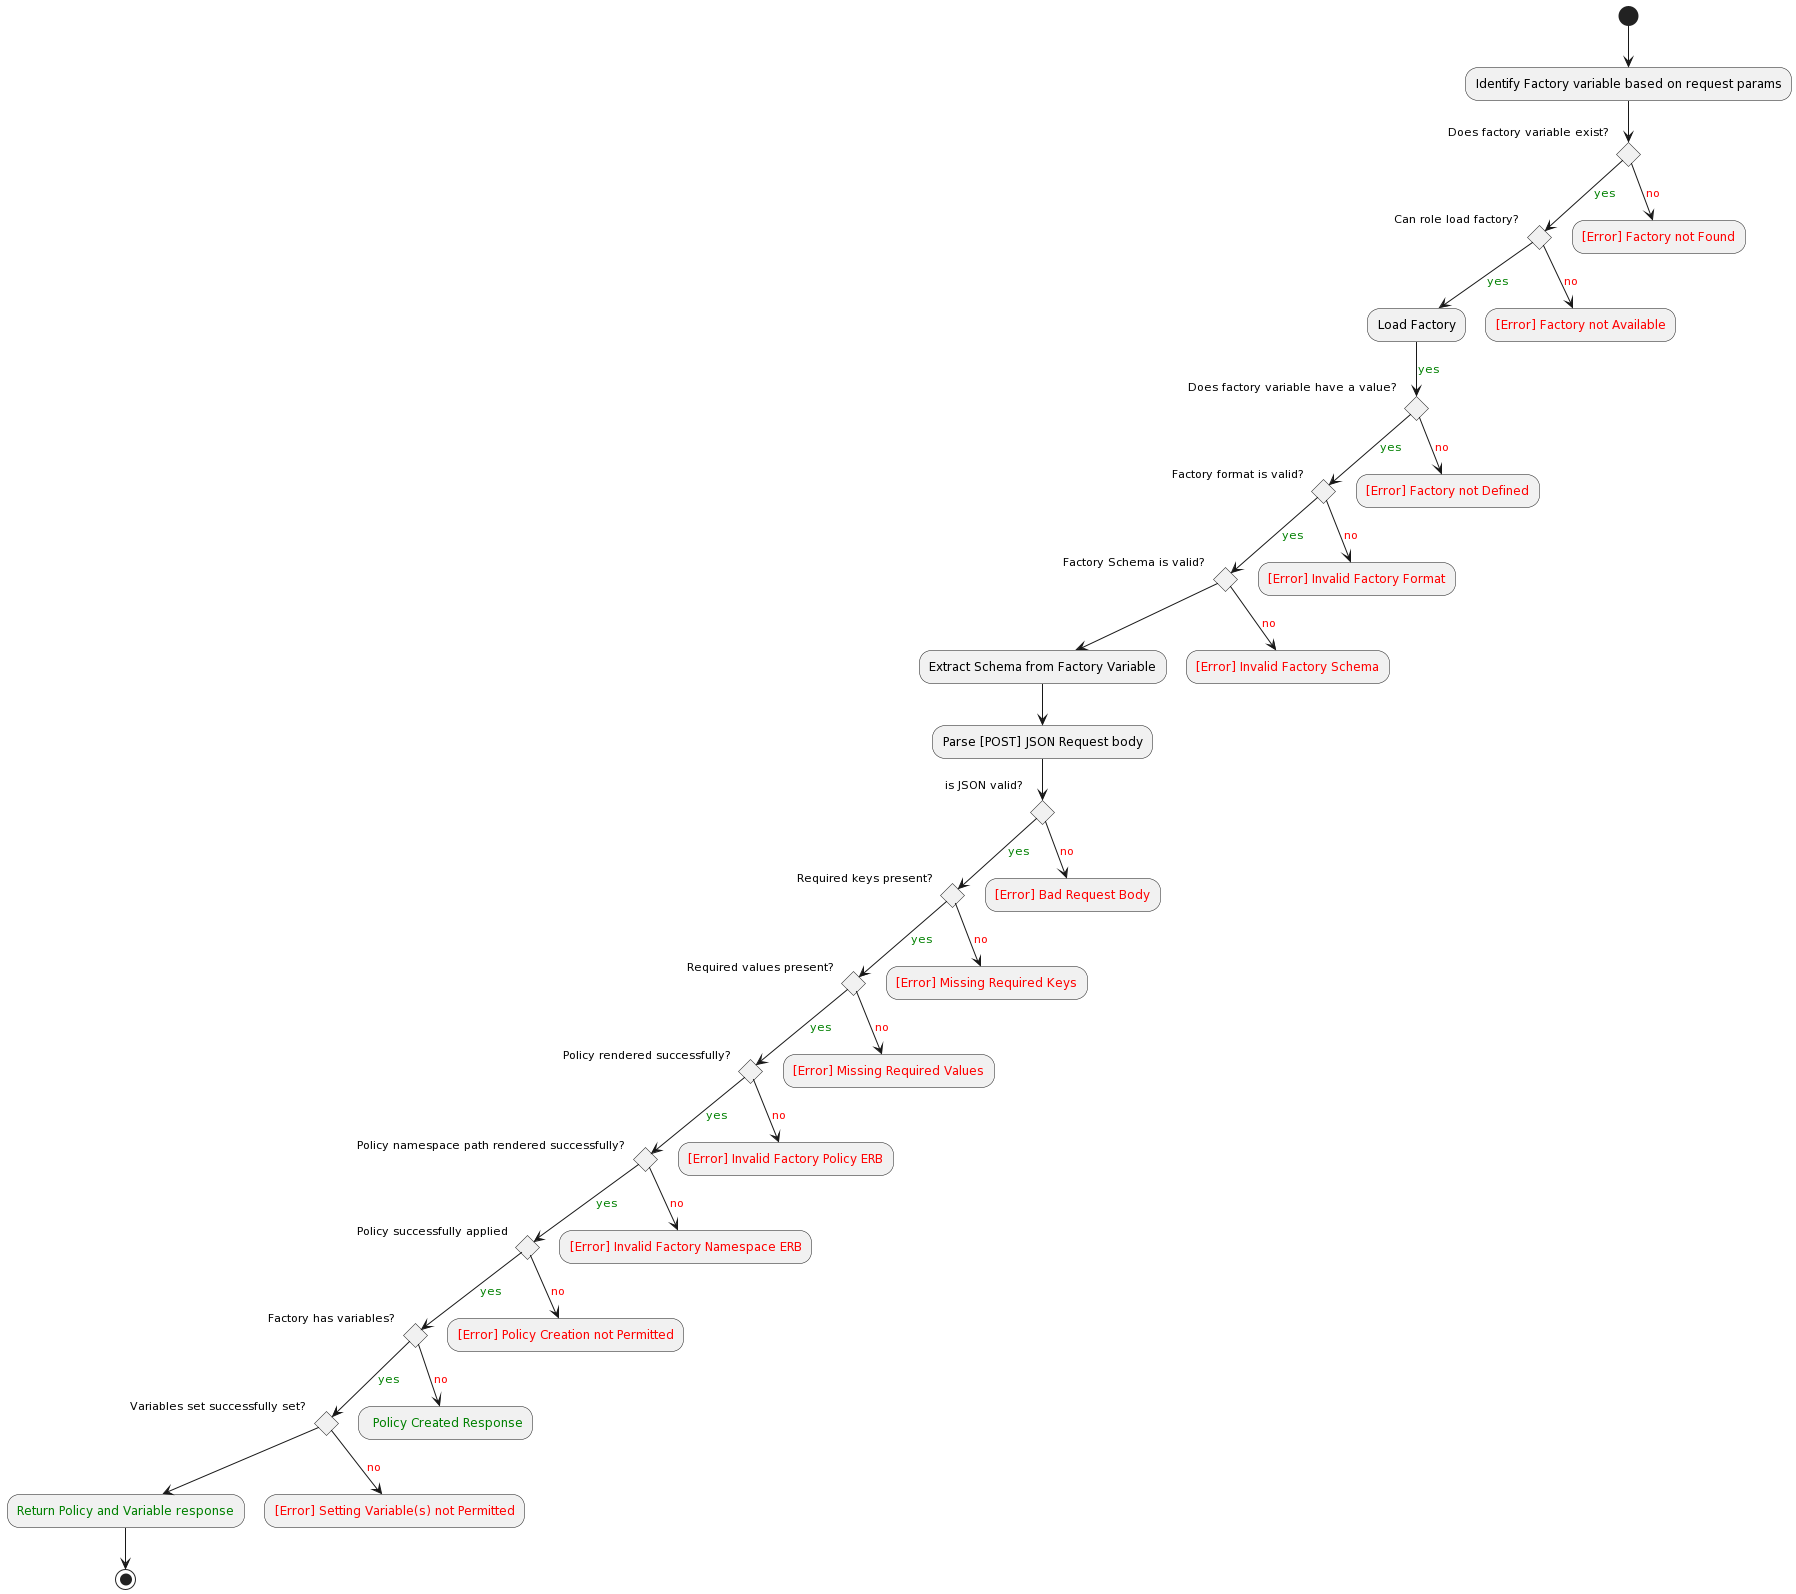 Identify Factory variable based on request params
Does factory variable exist?
yes
no
Can role load factory?
[Error] Factory not Found
yes
no
Load Factory
[Error] Factory not Available
yes
Does factory variable have a value?
yes
no
Factory format is valid?
[Error] Factory not Defined
yes
no
Factory Schema is valid?
[Error] Invalid Factory Format
no
Extract Schema from Factory Variable
[Error] Invalid Factory Schema
Parse [POST] JSON Request body
is JSON valid?
yes
no
Required keys present?
[Error] Bad Request Body
yes
no
Required values present?
[Error] Missing Required Keys
yes
no
Policy rendered successfully?
[Error] Missing Required Values
yes
no
Policy namespace path rendered successfully?
[Error] Invalid Factory Policy ERB
yes
no
Policy successfully applied
[Error] Invalid Factory Namespace ERB
yes
no
Factory has variables?
[Error] Policy Creation not Permitted
yes
no
Variables set successfully set?
Policy Created Response
no
Return Policy and Variable response
[Error] Setting Variable(s) not Permitted